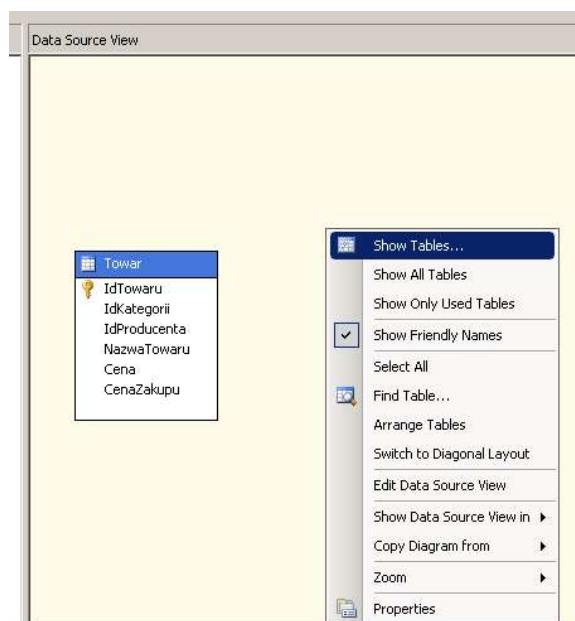 Data Source View
Towar
IdTowaru
IdKategorii
IdProducenta
NazwaTowaru
Cena
CenaZakupu
Show Tables...
Show All Tables
Show Only Used Tables
Show Friendly Names
Select All
Find Table...
Arrange Tables
Switch to Diagonal Layout
Edit Data Source View
Show Data Source View in
Copy Diagram from
Zoom
Properties